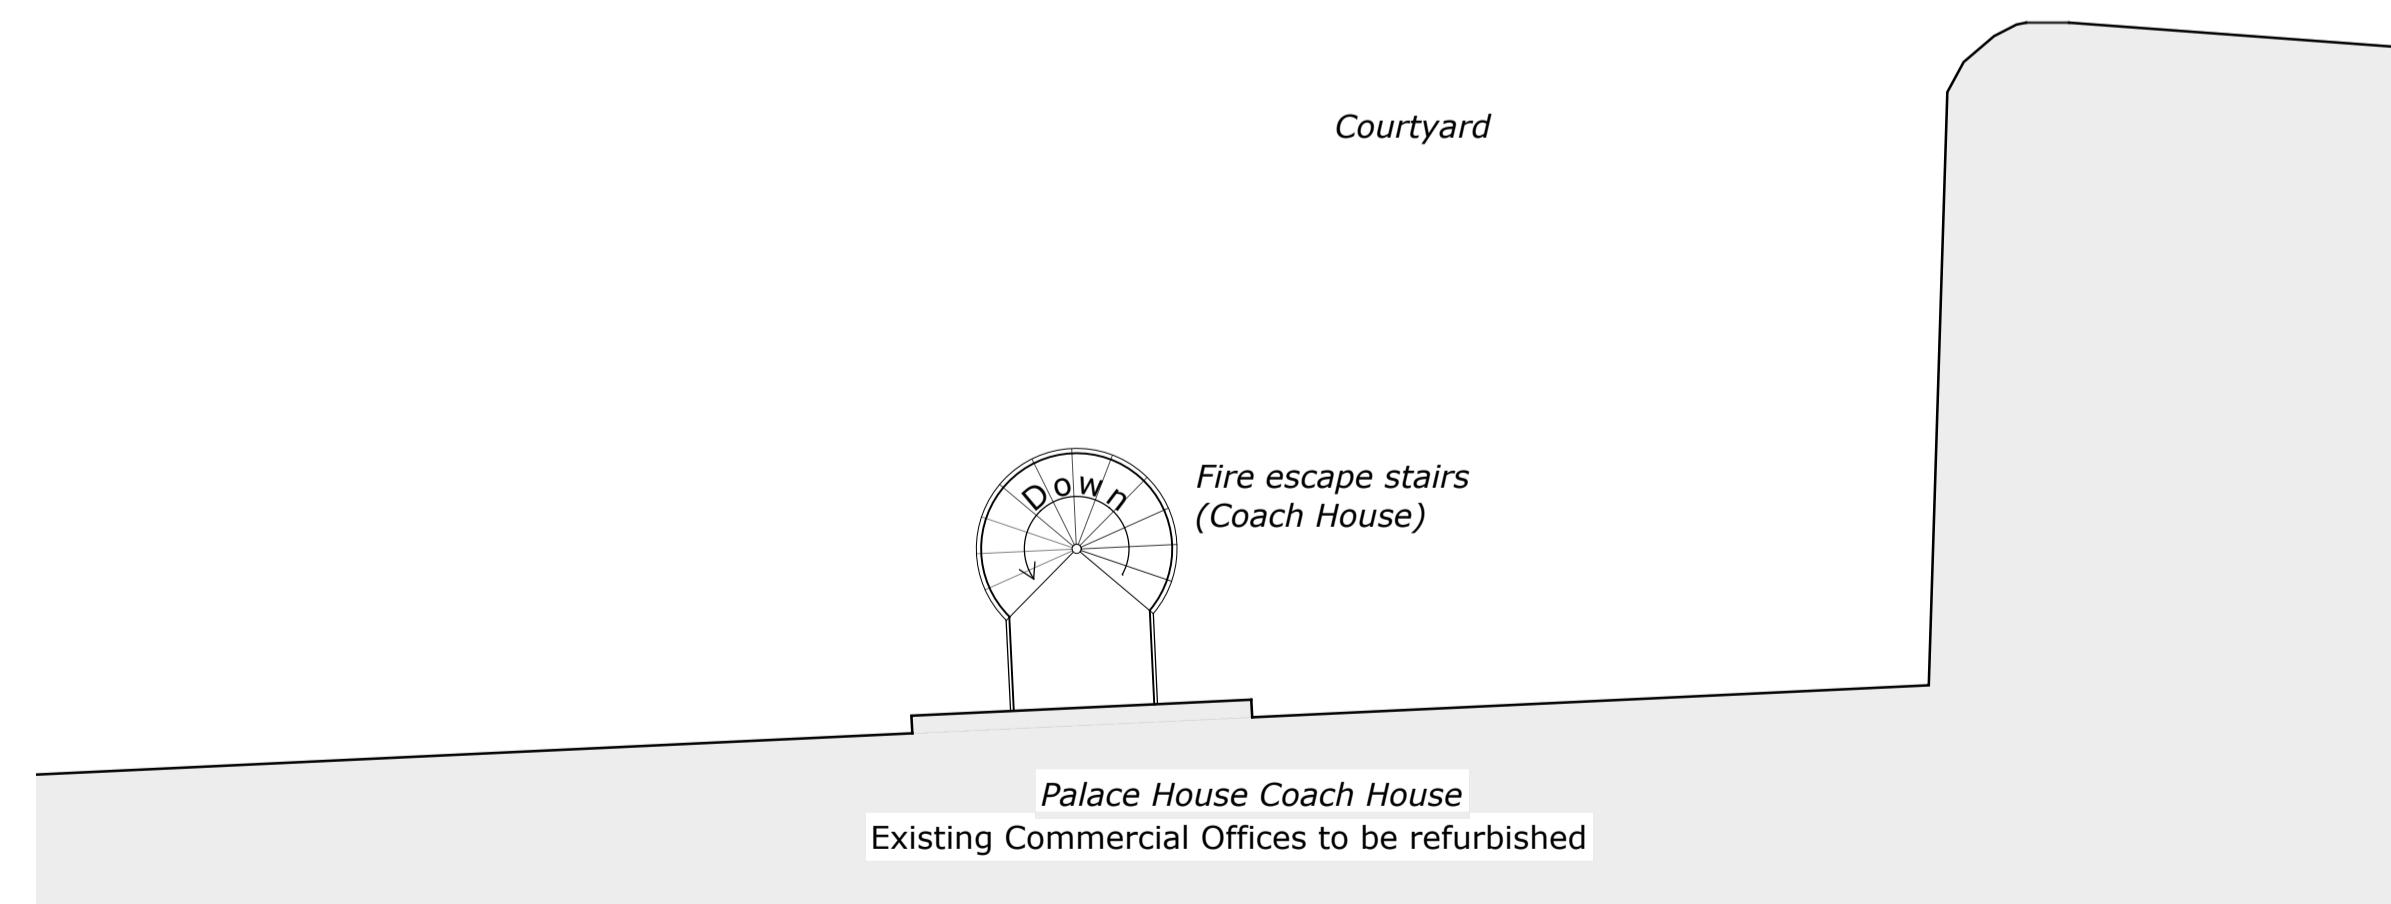 Courtyard
Down
Fire escape stairs
(Coach House)
Palace House Coach House
Existing Commercial Offices to be refurbished